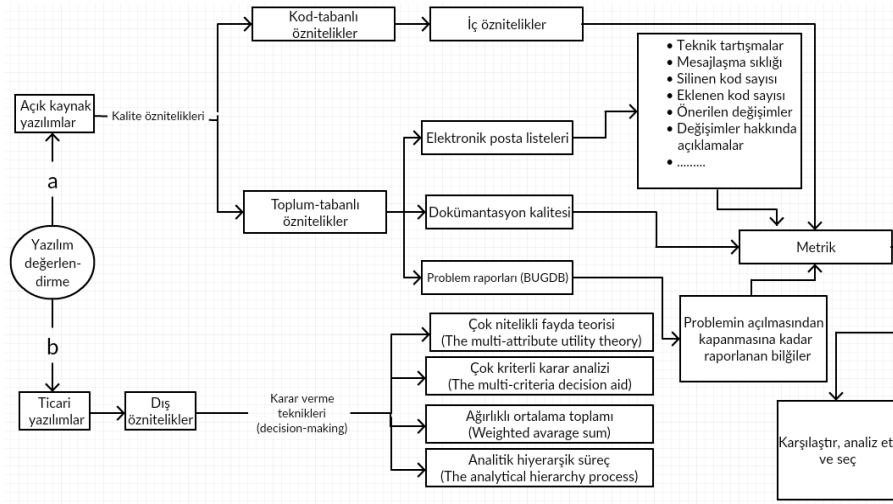 Kod-tabanlı
öznitelikler
İç öznitelikler
• Teknik tartışmalar
• Mesajlaşma sıklığı
• Silinen kod sayısı
• Eklenen kod sayısı
• Önerilen değişimler
• Değişimler hakkında
açıklamalar
• .........
Açık kaynak
yazılımlar
Kalite öznitelikleri
Elektronik posta listeleri
a
Toplum-tabanlı
öznitelikler
Dokümantasyon kalitesi
Metrik
Yazılım
değerlen-
dirme
Problem raporları (BUGDB)
Problemin açılmasından
kapanmasına kadar
raporlanan bilğiler
b
Çok nitelikli fayda teorisi
(The multi-attribute utility theory)
Çok kriterli karar analizi
(The multi-criteria decision aid)
Ticari
yazılımlar
Dış
öznitelikler
Karar verme
teknikleri
(decision-making)
Ağırlıklı ortalama toplamı
(Weighted avarage sum)
Analitik hiyerarşik süreç
(The analytical hierarchy process)
Karşılaştır, analiz et
ve seç